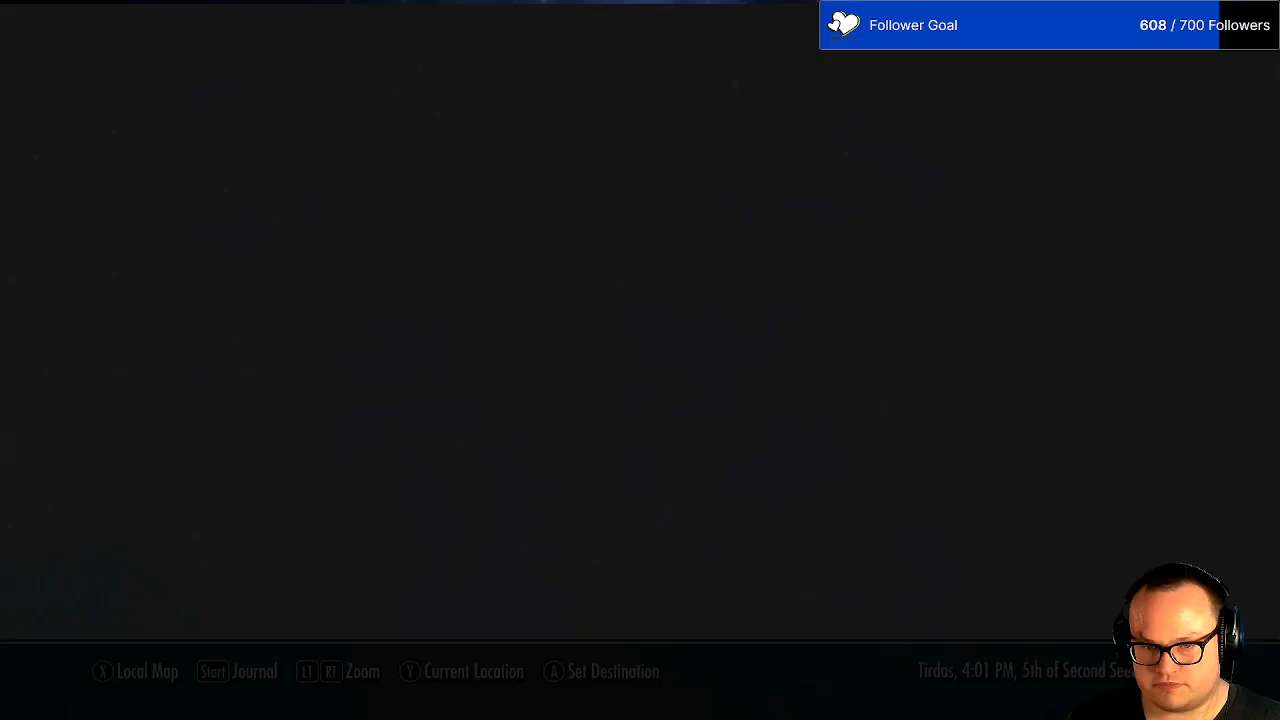 Follower Goal
608 / 700 Followers
X Local Map Start Journal LT RT Zoom Y Current Location A Set Destination
Tirdas, 4:01 PM, 5th of Second